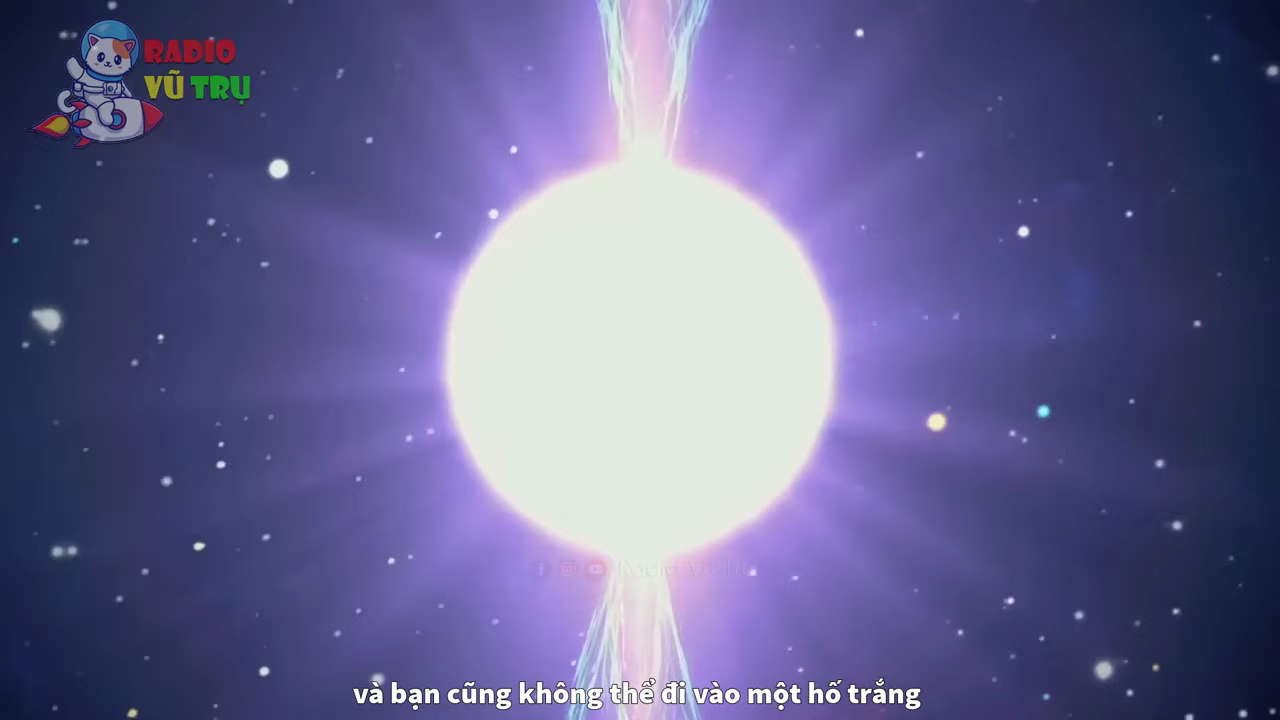 RADIO
VŨ TRỤ
và bạn cũng không thể đi vào một hố trắng